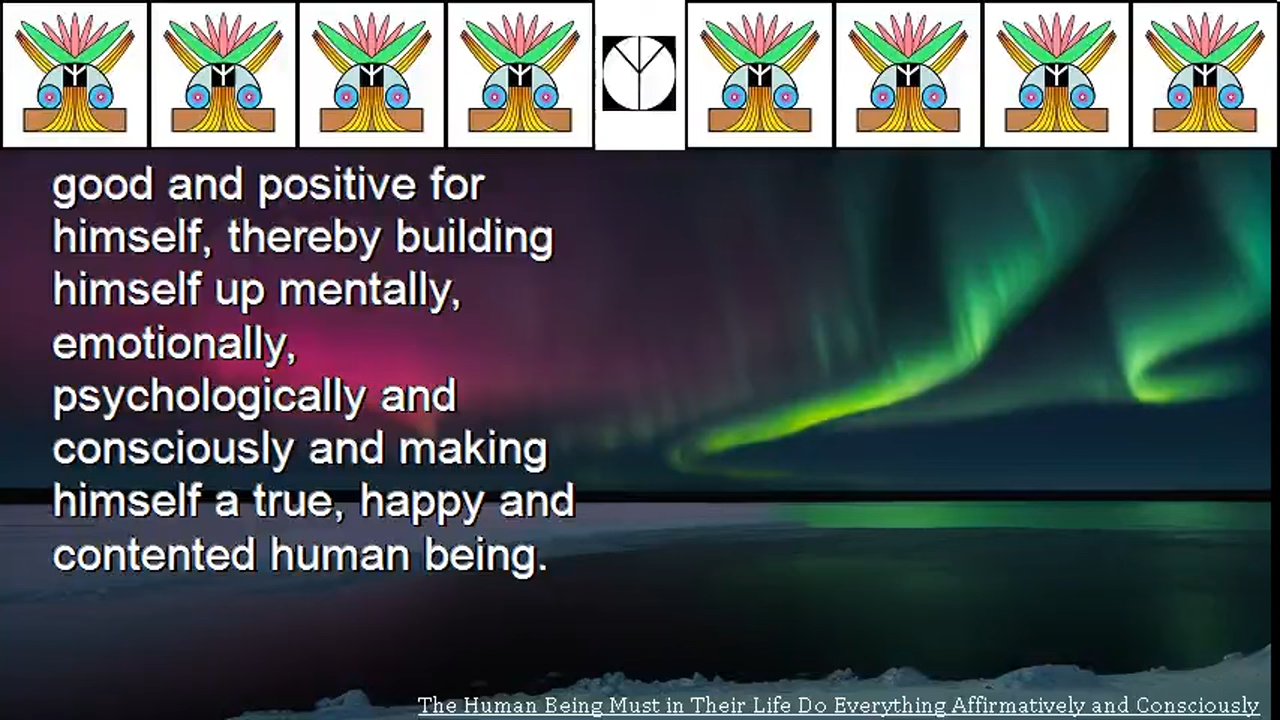 good and positive for
himself, thereby building
himself up mentally,
emotionally,
psychologically and
consciously and making
himself a true, happy and
contented human being.
The Human Being Must in Their Life Do Everything Affirmatively and Consciously